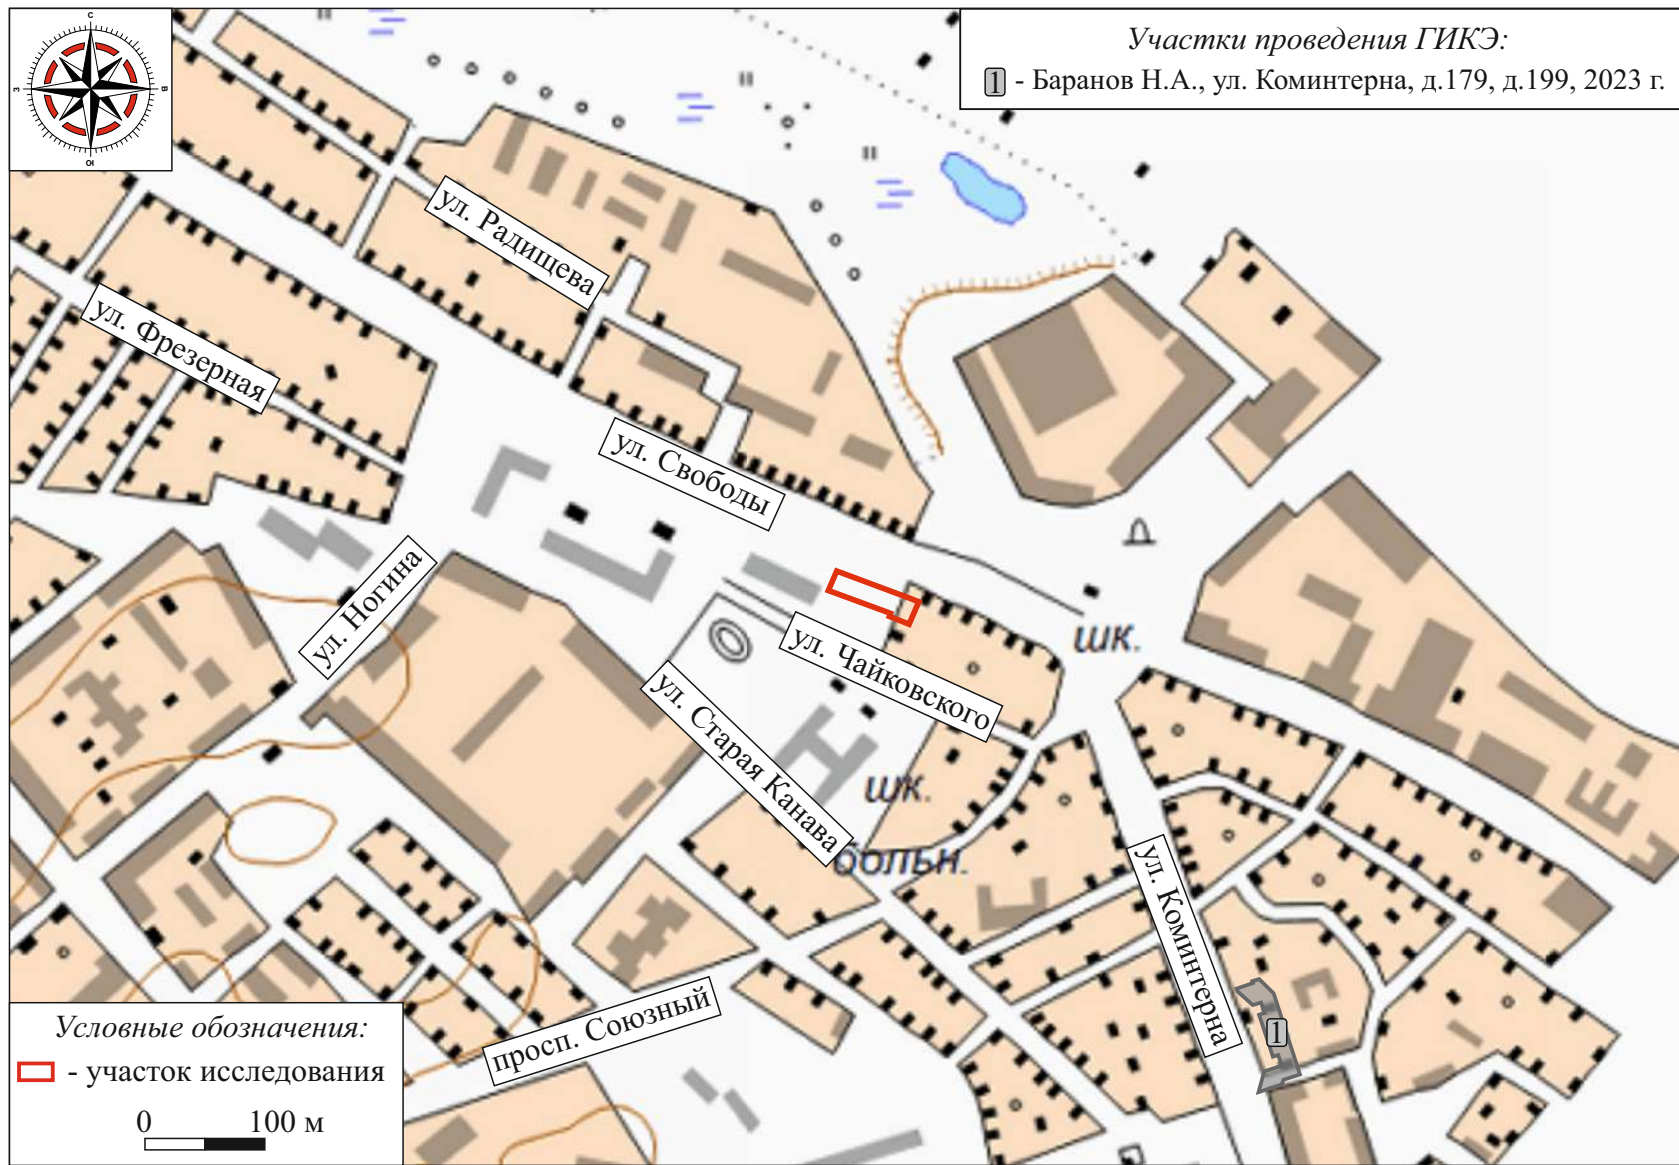 С
В
Ю
З
Участки проведения ГИКЭ:
1 - Баранов Н.А., ул. Коминтерна, д.179, д.199, 2023 г.
ул. Радищева
ул. Фрезерная
ул. Свободы
ул. Ногина
ул. Чайковского
шк.
ул. Старая Канава
шк.
больн.
ул. Коминтерна
1
просп. Союзный
Условные обозначения:
- участок исследования
0 100 м